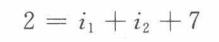 2 = i₁ + i₂ + 7